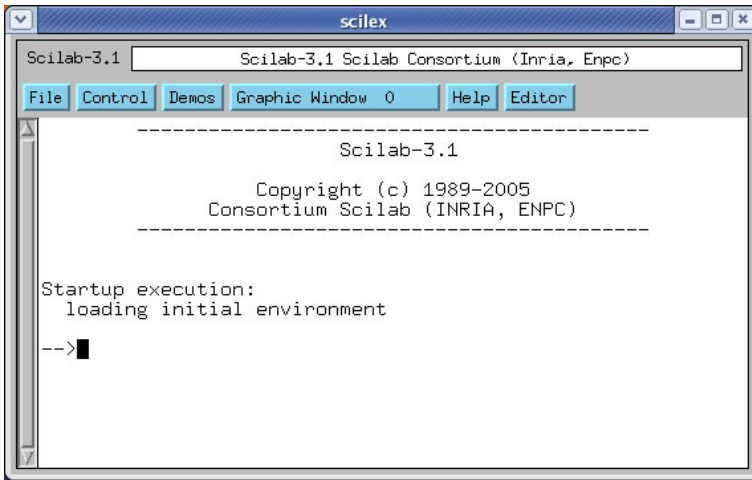 scilex
Scilab-3.1 Scilab-3.1 Scilab Consortium (Inria, Enpc)
File Control Demos Graphic Window 0 Help Editor
-------------------------------------------
Scilab-3.1
Copyright (c) 1989-2005
Consortium Scilab (INRIA, ENPC)
-------------------------------------------
Startup execution:
loading initial environment
-->